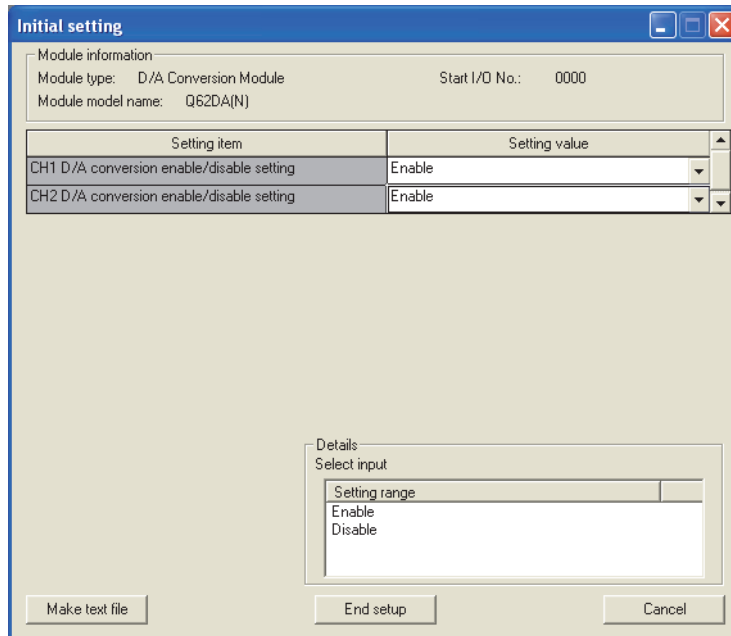 Initial setting
Module information
Module type: D/A Conversion Module Start I/O No.: 0000
Module model name: Q62DA(N)
Setting item Setting value
CH1 D/A conversion enable/disable setting Enable
CH2 D/A conversion enable/disable setting Enable
Details
Select input
Setting range
Enable
Disable
Make text file End setup Cancel